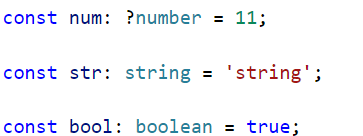 const num: ?number = 11;
const str: string = 'string';
const bool: boolean = true;